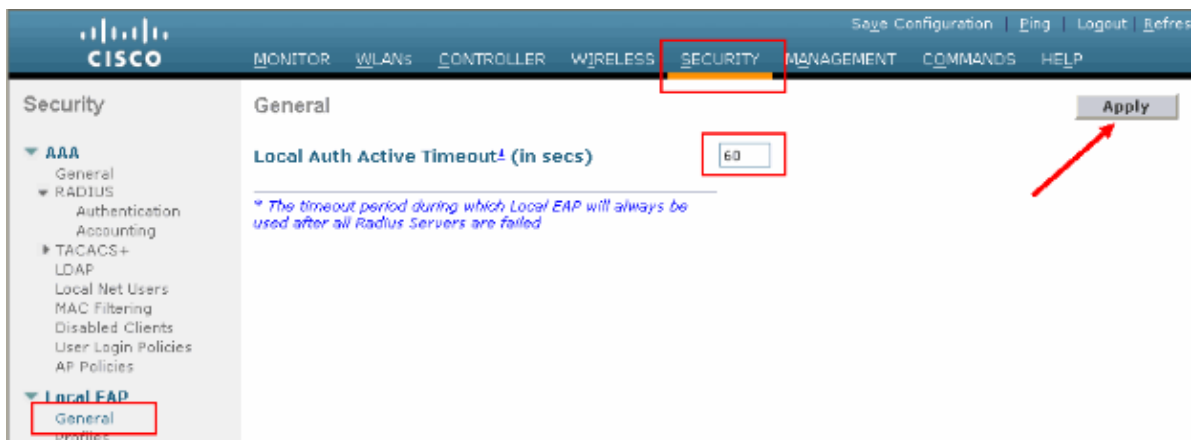 Save Configuration | Ping | Logout | Refres
CISCO
MONITOR WLANs CONTROLLER WIRELESS SECURITY MANAGEMENT COMMANDS HELP
Security
AAA
General
RADIUS
Authentication
Accounting
TACACS+
LDAP
Local Net Users
MAC Filtering
Disabled Clients
User Login Policies
AP Policies
Local EAP
General
Profiles
General
Apply
Local Auth Active Timeout1 (in secs) 60
* The timeout period during which Local EAP will always be
used after all Radius Servers are failed